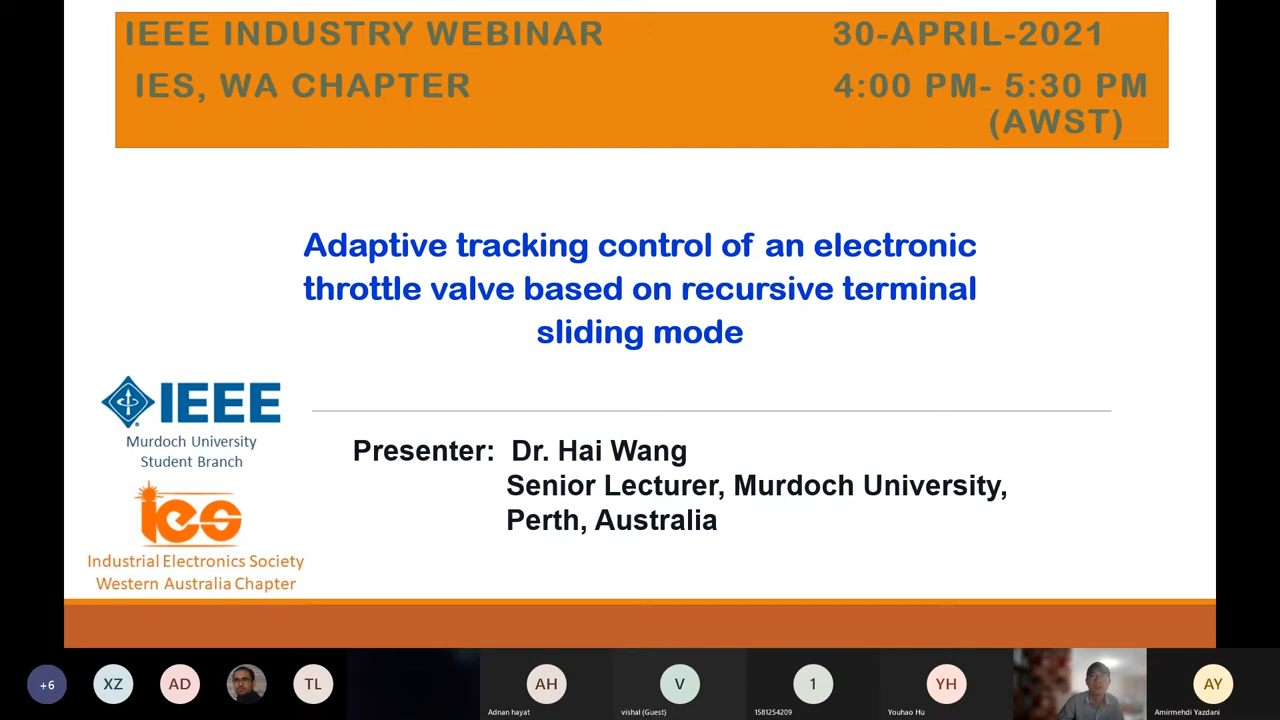 IEEE INDUSTRY WEBINAR 30-APRIL-2021
IES, WA CHAPTER 4:00 PM- 5:30 PM
(AWST)
Adaptive tracking control of an electronic
throttle valve based on recursive terminal
sliding mode
IEEE
Murdoch University
Student Branch
ies
Industrial Electronics Society
Western Australia Chapter
Presenter: Dr. Hai Wang
Senior Lecturer, Murdoch University,
Perth, Australia
+6 XZ AD TL AH V 1 YH AY
Adnan hayat vishal (Guest) 1581254209 Youhao Hu Amirmehdi Yazdani